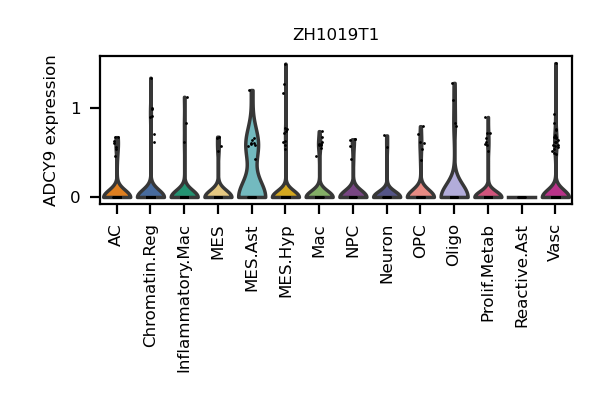 ZH1019T1
ADCY9 expression
1
0
AC
Chromatin.Reg
Inflammatory.Mac
MES
MES.Ast
MES.Hyp
Mac
NPC
Neuron
OPC
Oligo
Prolif.Metab
Reactive.Ast
Vasc